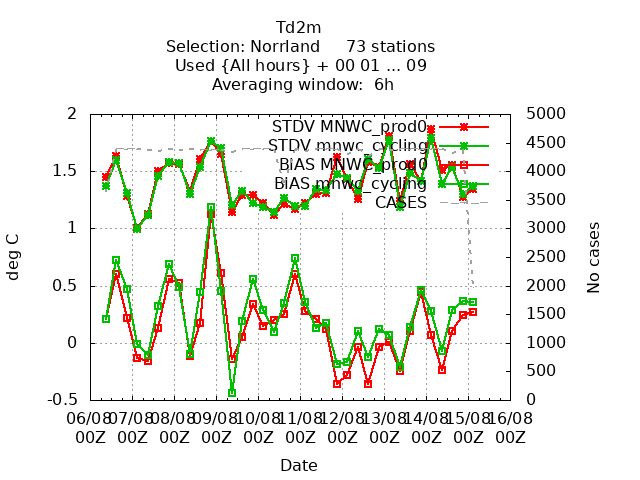 Td2m
Selection: Norrland 73 stations
Used {All hours} + 00 01 ... 09
Averaging window: 6h
2
1.5
1
0.5
0
-0.5
deg C
5000
4500
4000
3500
3000
2500
2000
1500
1000
500
0
No cases
STDV MNWC_prod0
STDV mnwc_cycling
BIAS MNWC_prod0
BIAS mnwc_cycling
CASES
06/08 07/08 08/08 09/08 10/08 11/08 12/08 13/08 14/08 15/08 16/08
00Z 00Z 00Z 00Z 00Z 00Z 00Z 00Z 00Z 00Z 00Z
Date